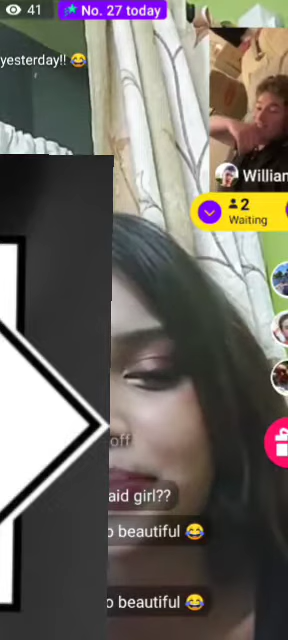 41
No. 27 today
yesterday!! 😂
William
2
Waiting
off
aid girl??
o beautiful 😂
o beautiful 😂